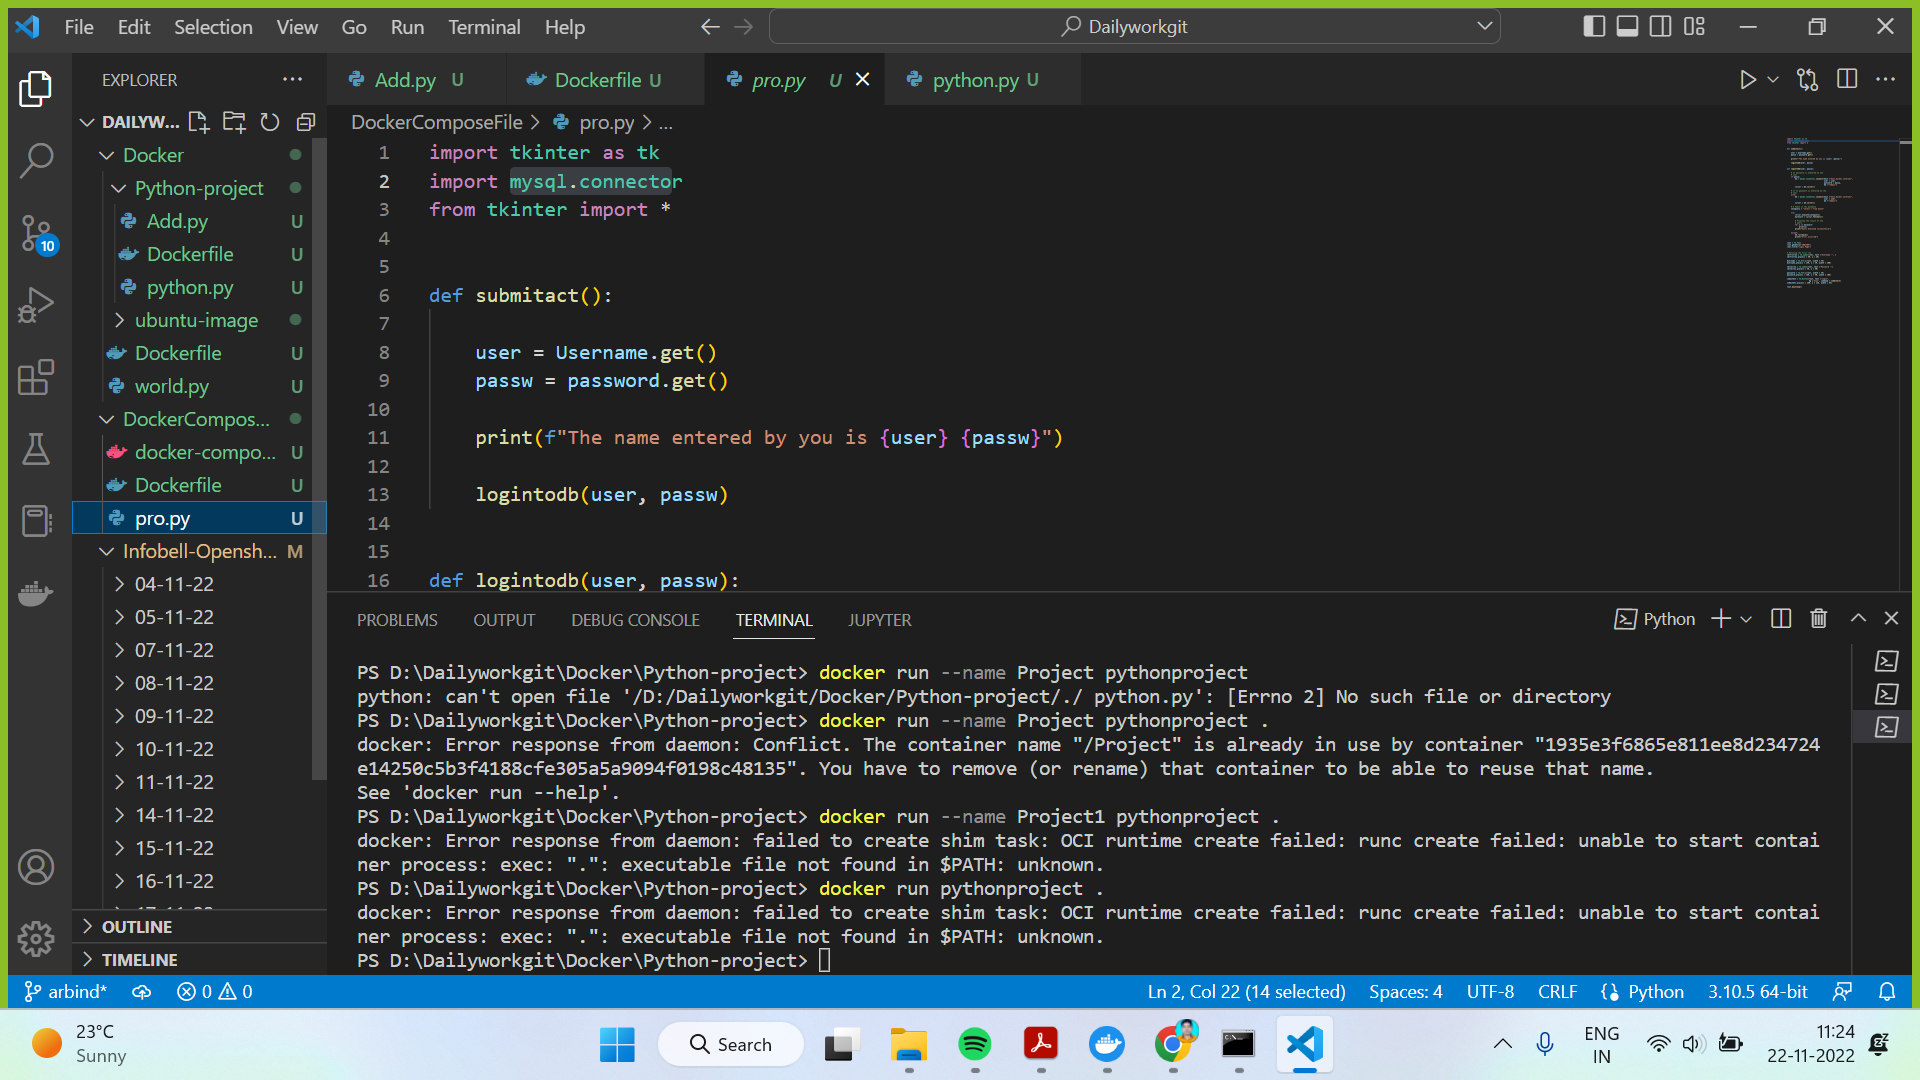 File Edit Selection View Go Run Terminal Help
Dailyworkgit
EXPLORER
Add.py U
Dockerfile U
pro.py U
python.py U
DAILYW...
DockerComposeFile > pro.py > ...
Docker
Python-project
Add.py U
Dockerfile U
python.py U
ubuntu-image
Dockerfile U
world.py U
DockerCompos...
docker-compo... U
Dockerfile U
pro.py U
Infobell-Opensh... M
04-11-22
05-11-22
07-11-22
08-11-22
09-11-22
10-11-22
11-11-22
14-11-22
15-11-22
16-11-22
OUTLINE
TIMELINE
10
1 import tkinter as tk
2 import mysql.connector
3 from tkinter import *
4
5
6 def submitact():
7
8 user = Username.get()
9 passw = password.get()
10
11 print(f"The name entered by you is {user} {passw}")
12
13 logintodb(user, passw)
14
15
16 def logintodb(user, passw):
PROBLEMS OUTPUT DEBUG CONSOLE TERMINAL JUPYTER
Python
PS D:\Dailyworkgit\Docker\Python-project> docker run --name Project pythonproject
python: can't open file '/D:/Dailyworkgit/Docker/Python-project/./ python.py': [Errno 2] No such file or directory
PS D:\Dailyworkgit\Docker\Python-project> docker run --name Project pythonproject .
docker: Error response from daemon: Conflict. The container name "/Project" is already in use by container "1935e3f6865e811ee8d234724
e14250c5b3f4188cfe305a5a9094f0198c48135". You have to remove (or rename) that container to be able to reuse that name.
See 'docker run --help'.
PS D:\Dailyworkgit\Docker\Python-project> docker run --name Project1 pythonproject .
docker: Error response from daemon: failed to create shim task: OCI runtime create failed: runc create failed: unable to start contai
ner process: exec: ".": executable file not found in $PATH: unknown.
PS D:\Dailyworkgit\Docker\Python-project> docker run pythonproject .
docker: Error response from daemon: failed to create shim task: OCI runtime create failed: runc create failed: unable to start contai
ner process: exec: ".": executable file not found in $PATH: unknown.
PS D:\Dailyworkgit\Docker\Python-project>
arbind* 0 0
Ln 2, Col 22 (14 selected) Spaces: 4 UTF-8 CRLF Python 3.10.5 64-bit
23°C
Sunny
Search
ENG
IN
11:24
22-11-2022